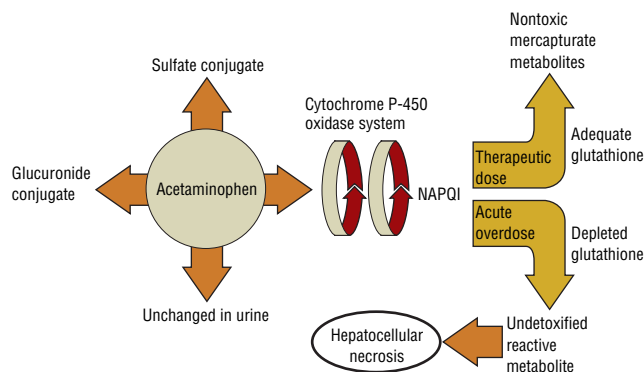 Nontoxic
mercapturate
metabolites
Sulfate conjugate
Cytochrome P-450
oxidase system
Adequate
glutathione
Therapeutic
dose
Glucuronide
conjugate
Acetaminophen
NAPQI
Acute
overdose
Depleted
glutathione
Unchanged in urine
Hepatocellular
necrosis
Undetoxified
reactive
metabolite